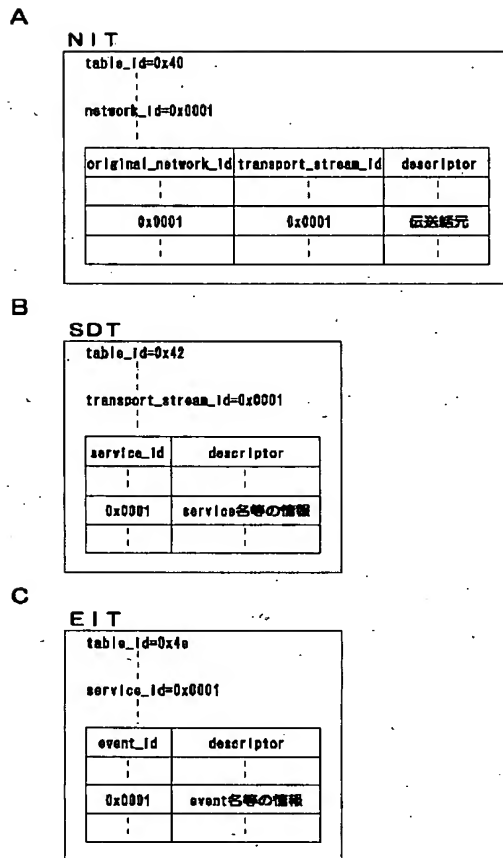 A
NIT
table_id=0x40
network_id=0x0001
original_network_id transport_stream_id descriptor
0x0001 0x0001 伝送緒元
B
SDT
table_id=0x42
transport_stream_id=0x0001
service_id descriptor
0x0001 service名等の情報
C
EIT
table_id=0x4e
service_id=0x0001
event_id descriptor
0x0001 event名等の情報